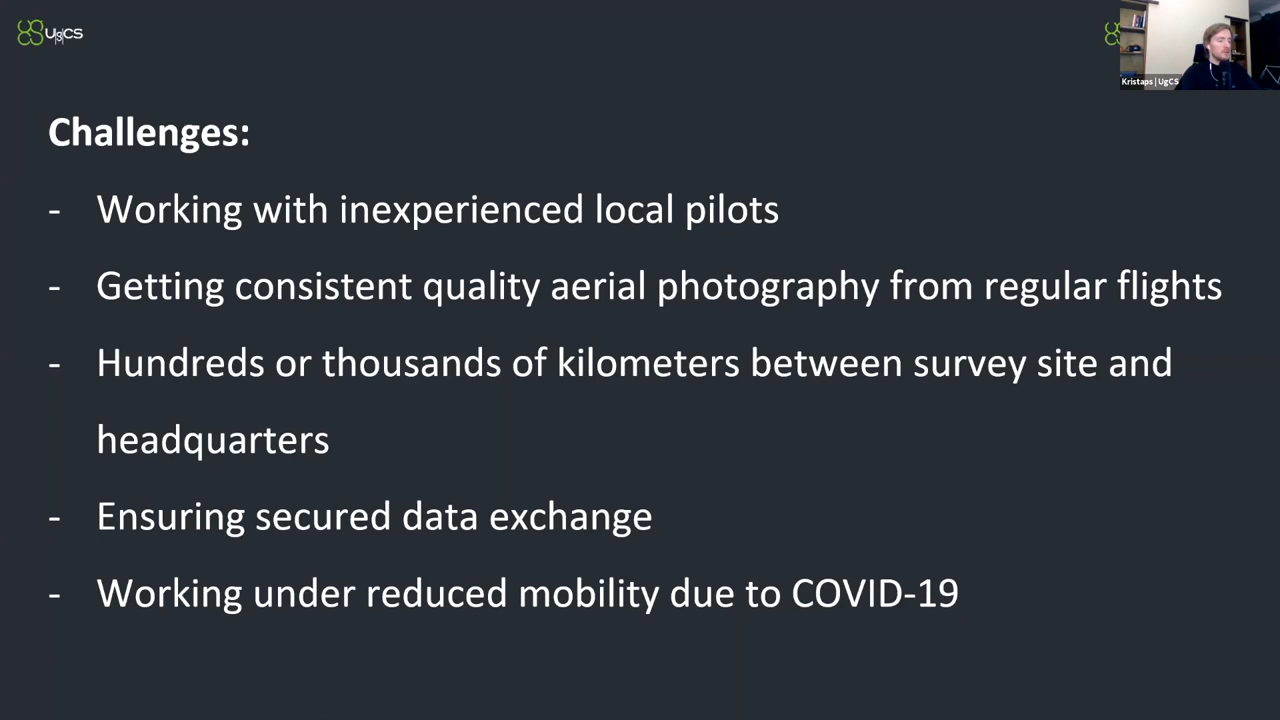 UgCS
Kristaps | UgCS
Challenges:
- Working with inexperienced local pilots
- Getting consistent quality aerial photography from regular flights
- Hundreds or thousands of kilometers between survey site and
headquarters
- Ensuring secured data exchange
- Working under reduced mobility due to COVID-19